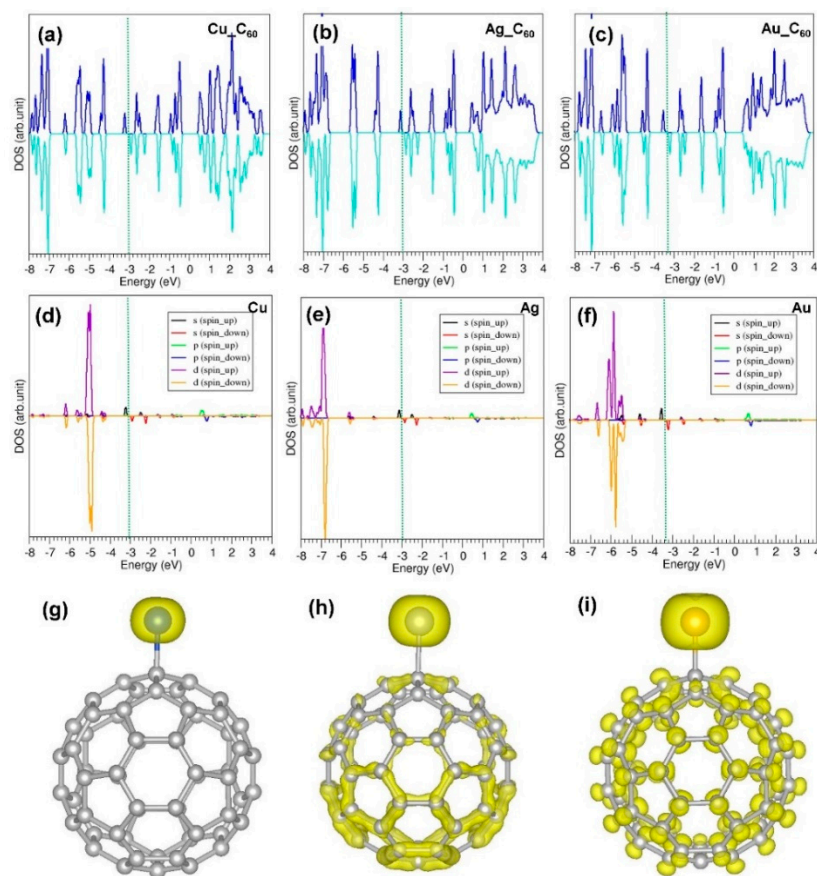 (a) Cu_C60
DOS (arb.unit)
-8 -7 -6 -5 -4 -3 -2 -1 0 1 2 3 4
Energy (eV)
(b) Ag_C60
DOS (arb.unit)
-8 -7 -6 -5 -4 -3 -2 -1 0 1 2 3 4
Energy (eV)
(c) Au_C60
DOS (arb.unit)
-8 -7 -6 -5 -4 -3 -2 -1 0 1 2 3 4
Energy (eV)
(d) Cu
s (spin_up)
s (spin_down)
p (spin_up)
p (spin_down)
d (spin_up)
d (spin_down)
DOS (arb.unit)
-8 -7 -6 -5 -4 -3 -2 -1 0 1 2 3 4
Energy (eV)
(e) Ag
s (spin_up)
s (spin_down)
p (spin_up)
p (spin_down)
d (spin_up)
d (spin_down)
DOS (arb.unit)
-8 -7 -6 -5 -4 -3 -2 -1 0 1 2 3 4
Energy (eV)
(f) Au
s (spin_up)
s (spin_down)
p (spin_up)
p (spin_down)
d (spin_up)
d (spin_down)
DOS (arb.unit)
-8 -7 -6 -5 -4 -3 -2 -1 0 1 2 3 4
Energy (eV)
(g)
(h)
(i)